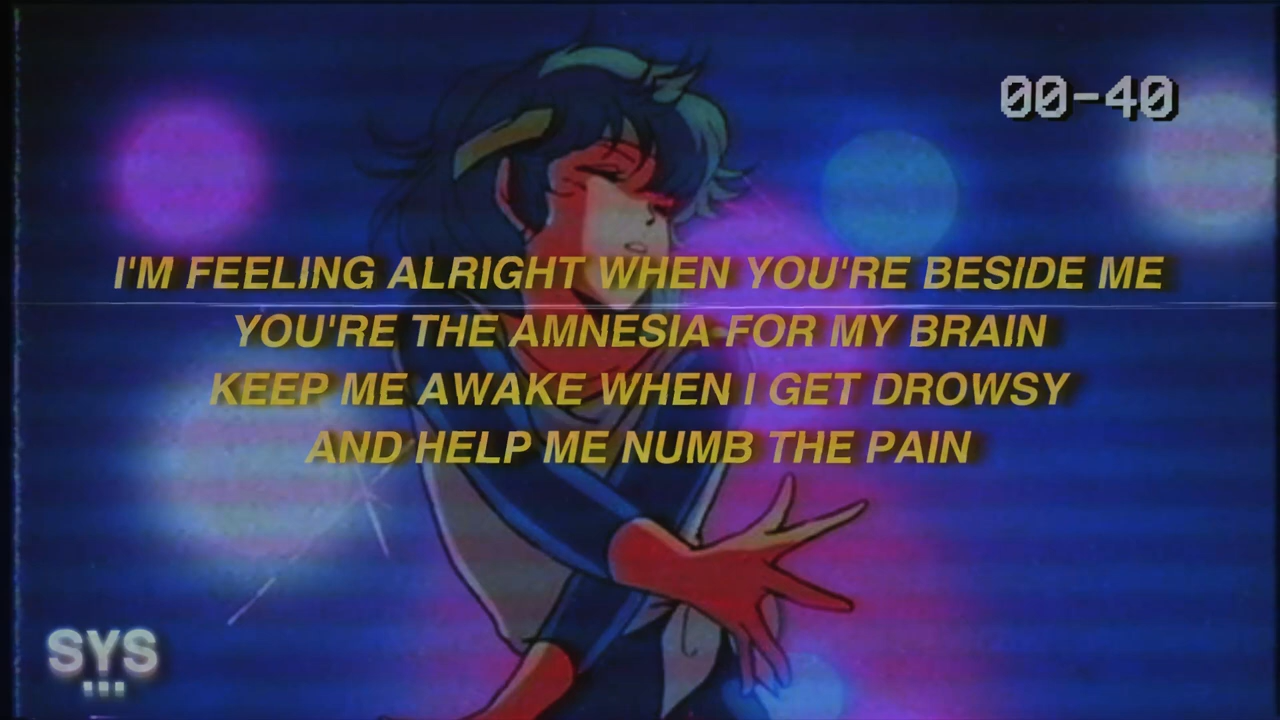 00-40
I'M FEELING ALRIGHT WHEN YOU'RE BESIDE ME
YOU'RE THE AMNESIA FOR MY BRAIN
KEEP ME AWAKE WHEN I GET DROWSY
AND HELP ME NUMB THE PAIN
SYS